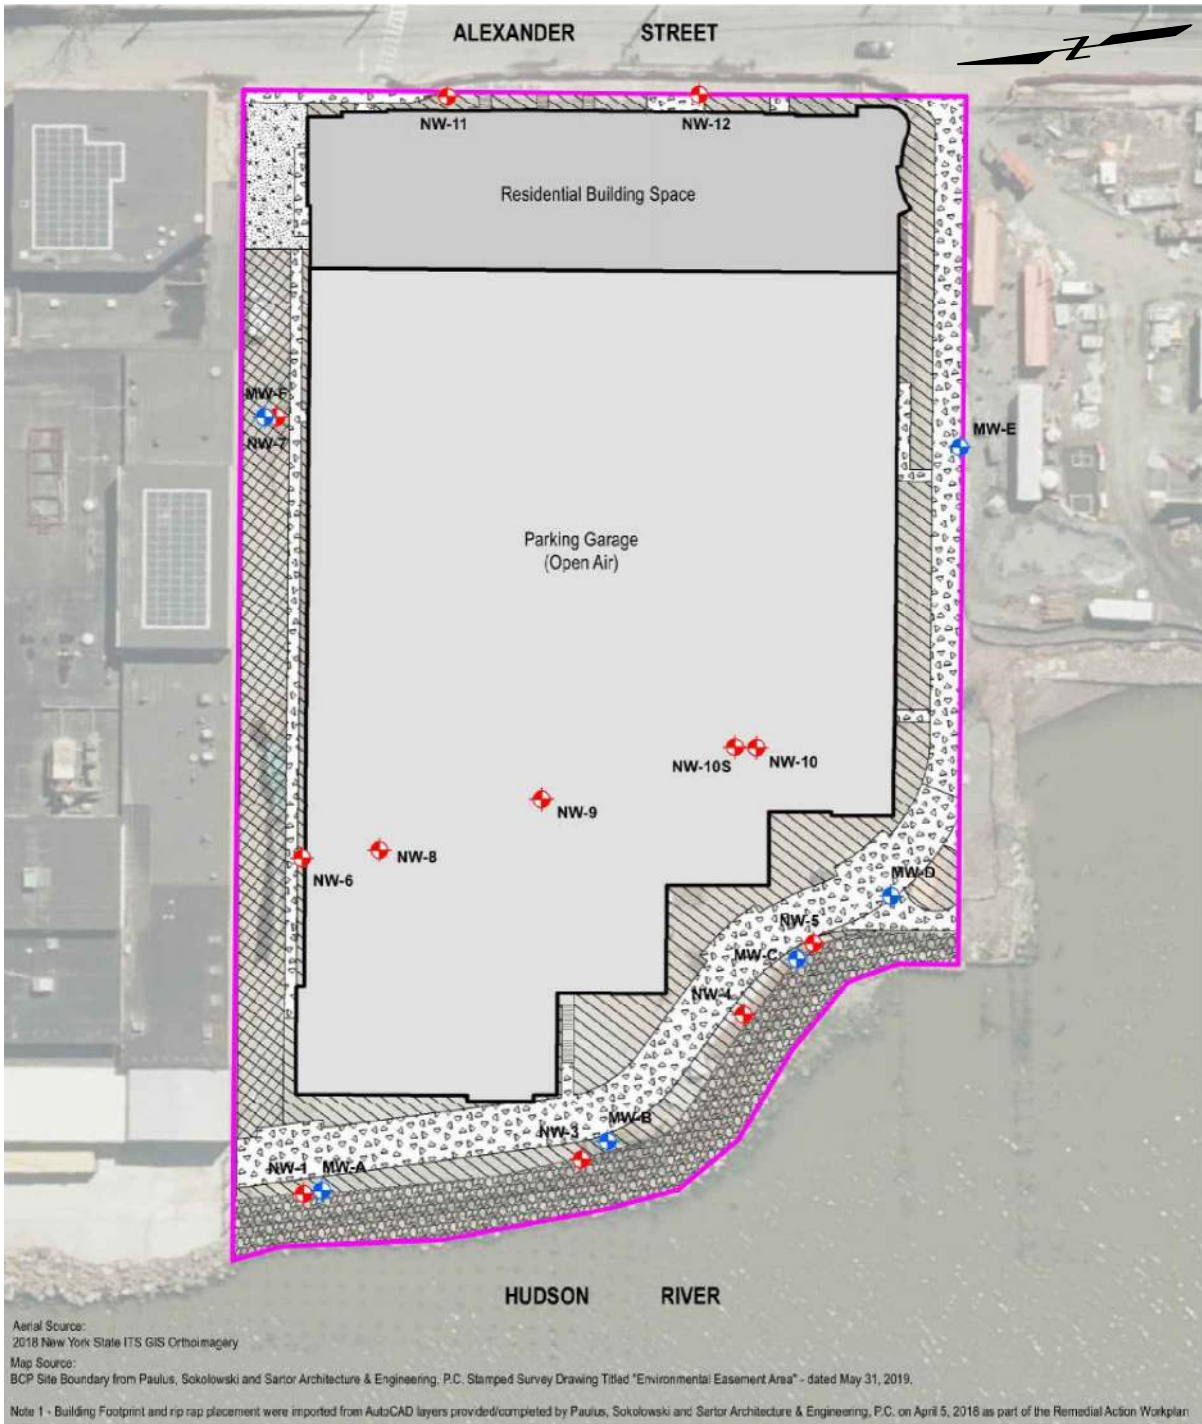 ALEXANDER STREET
Z
NW-11
NW-12
Residential Building Space
MW-F
NW-7
MW-E
Parking Garage
(Open Air)
NW-10S
NW-10
NW-9
NW-8
NW-6
MW-D
NW-5
MW-C
NW-4
MW-B
NW-3
NW-1
MW-A
HUDSON RIVER
Aerial Source:
2018 New York State ITS GIS Orthoimagery
Map Source:
BCP Site Boundary from Paulus, Sokolowski and Sartor Architecture & Engineering, P.C. Stamped Survey Drawing Titled "Environmental Easement Area" - dated May 31, 2019.
Note 1 - Building Footprint and rip rap placement were imported from AutoCAD layers provided/completed by Paulus, Sokolowski and Sartor Architecture & Engineering, P.C. on April 5, 2018 as part of the Remedial Action Workplan